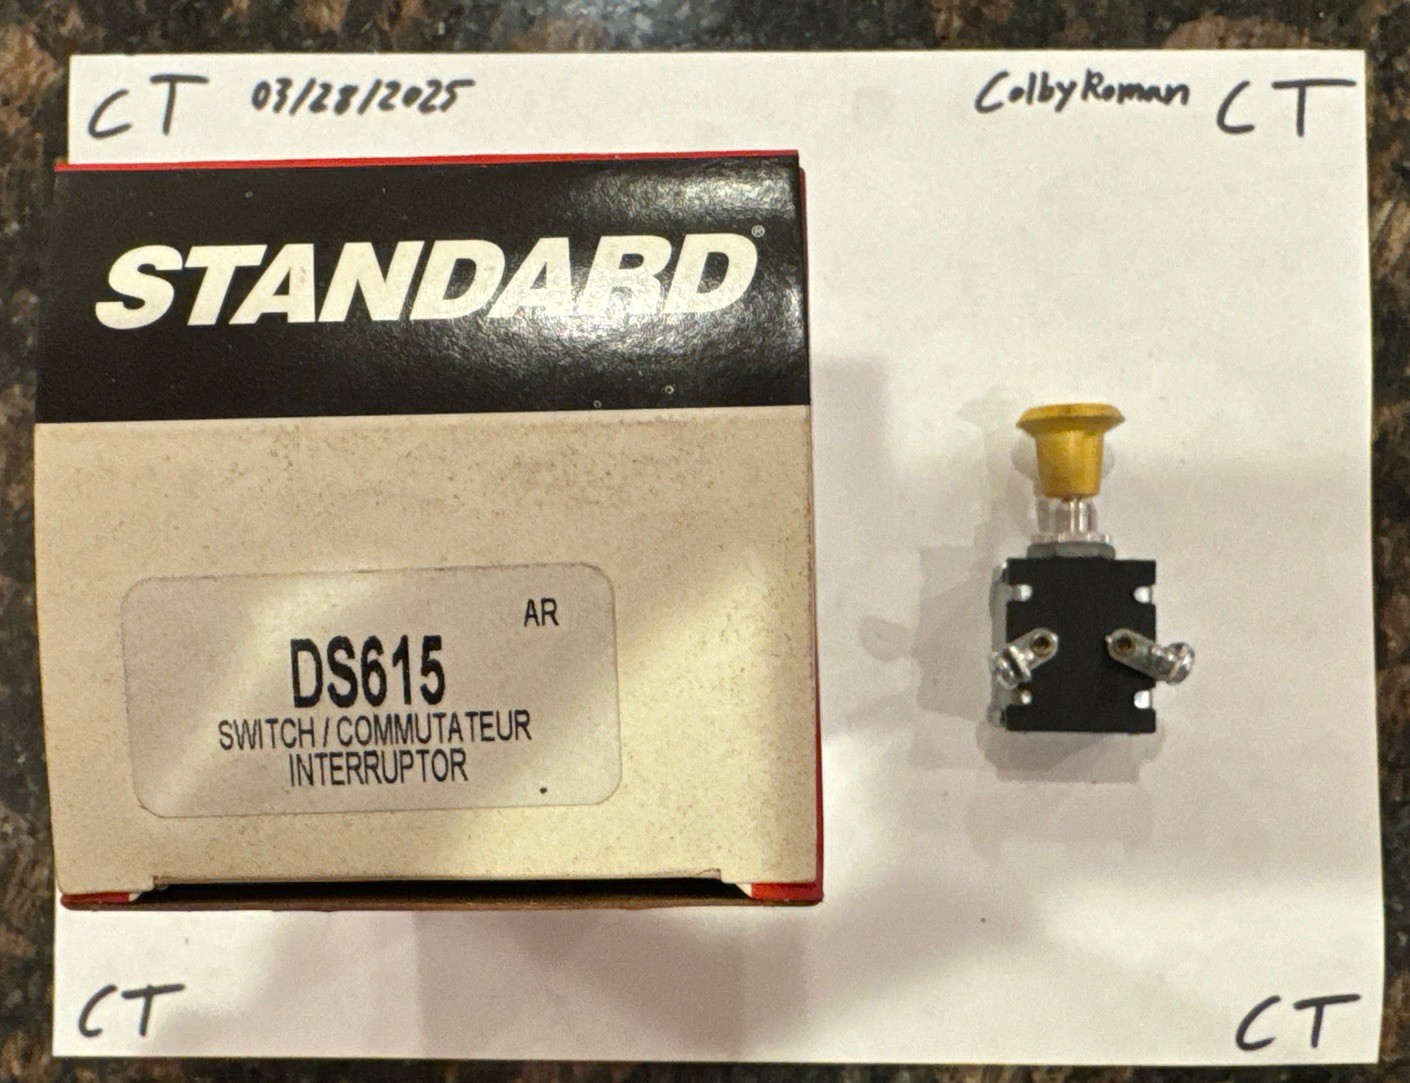 CT 03/28/2025 ColbyRoman CT
STANDARD®
AR
DS615
SWITCH / COMMUTATEUR
INTERRUPTOR
CT CT